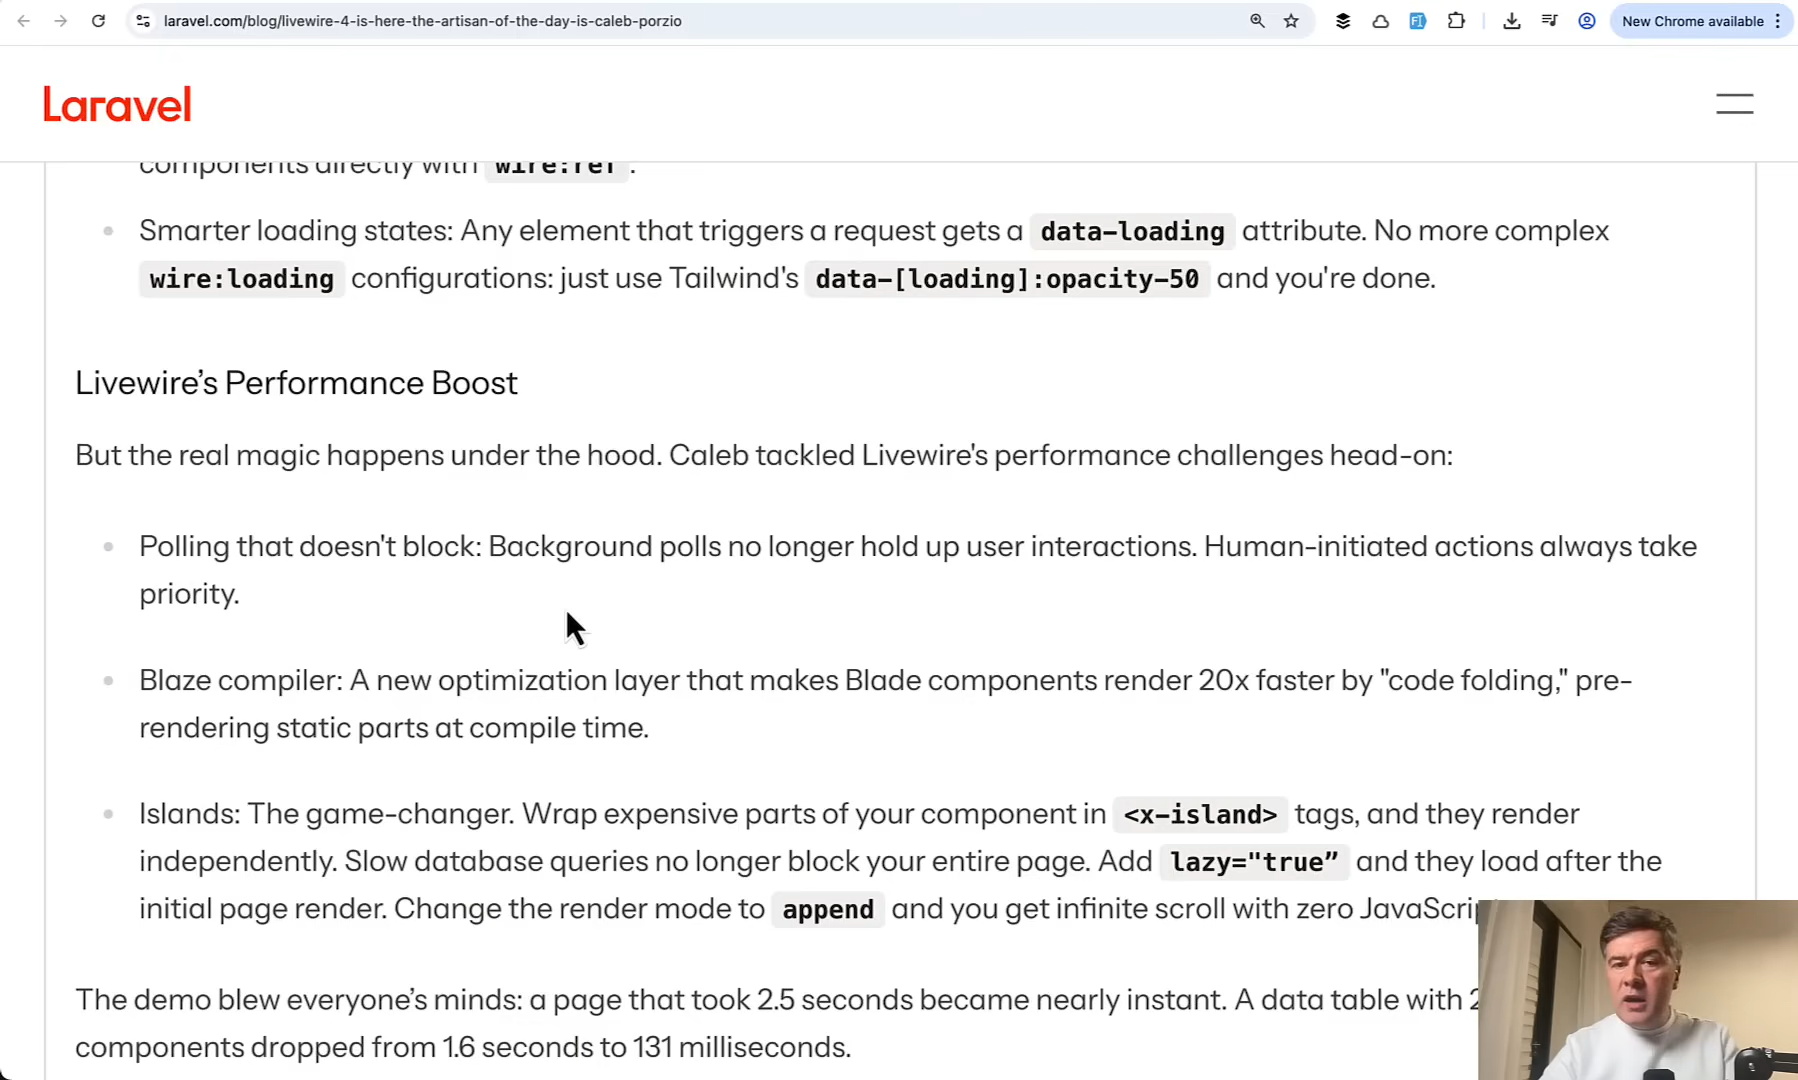 laravel.com/blog/livewire-4-is-here-the-artisan-of-the-day-is-caleb-porzio
New Chrome available
Laravel
components directly with wire:ref.
Smarter loading states: Any element that triggers a request gets a data-loading attribute. No more complex
wire:loading configurations: just use Tailwind's data-[loading]:opacity-50 and you're done.
Livewire’s Performance Boost
But the real magic happens under the hood. Caleb tackled Livewire's performance challenges head-on:
Polling that doesn't block: Background polls no longer hold up user interactions. Human-initiated actions always take
priority.
Blaze compiler: A new optimization layer that makes Blade components render 20x faster by "code folding," pre-
rendering static parts at compile time.
Islands: The game-changer. Wrap expensive parts of your component in <x-island> tags, and they render
independently. Slow database queries no longer block your entire page. Add lazy="true” and they load after the
initial page render. Change the render mode to append and you get infinite scroll with zero
The demo blew everyone’s minds: a page that took 2.5 seconds became nearly instant. A data table with
components dropped from 1.6 seconds to 131 milliseconds.